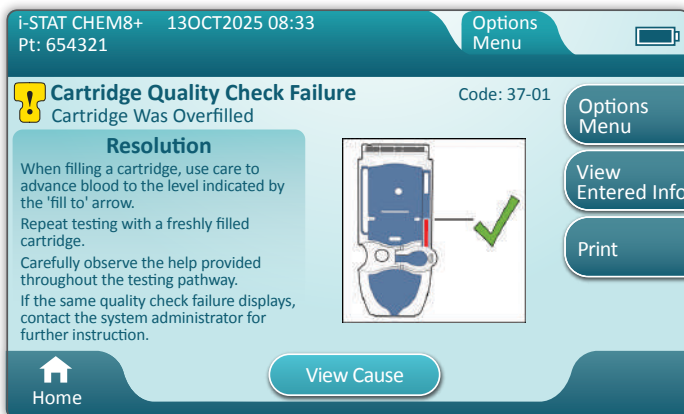 i-STAT CHEM8+ 13OCT2025 08:33
Pt: 654321
Options
Menu
Cartridge Quality Check Failure
Code: 37-01
Cartridge Was Overfilled
Resolution
When filling a cartridge, use care to
advance blood to the level indicated by
the 'fill to' arrow.
Repeat testing with a freshly filled
cartridge.
Carefully observe the help provided
throughout the testing pathway.
If the same quality check failure displays,
contact the system administrator for
further instruction.
Options
Menu
View
Entered Info
Print
View Cause
Home